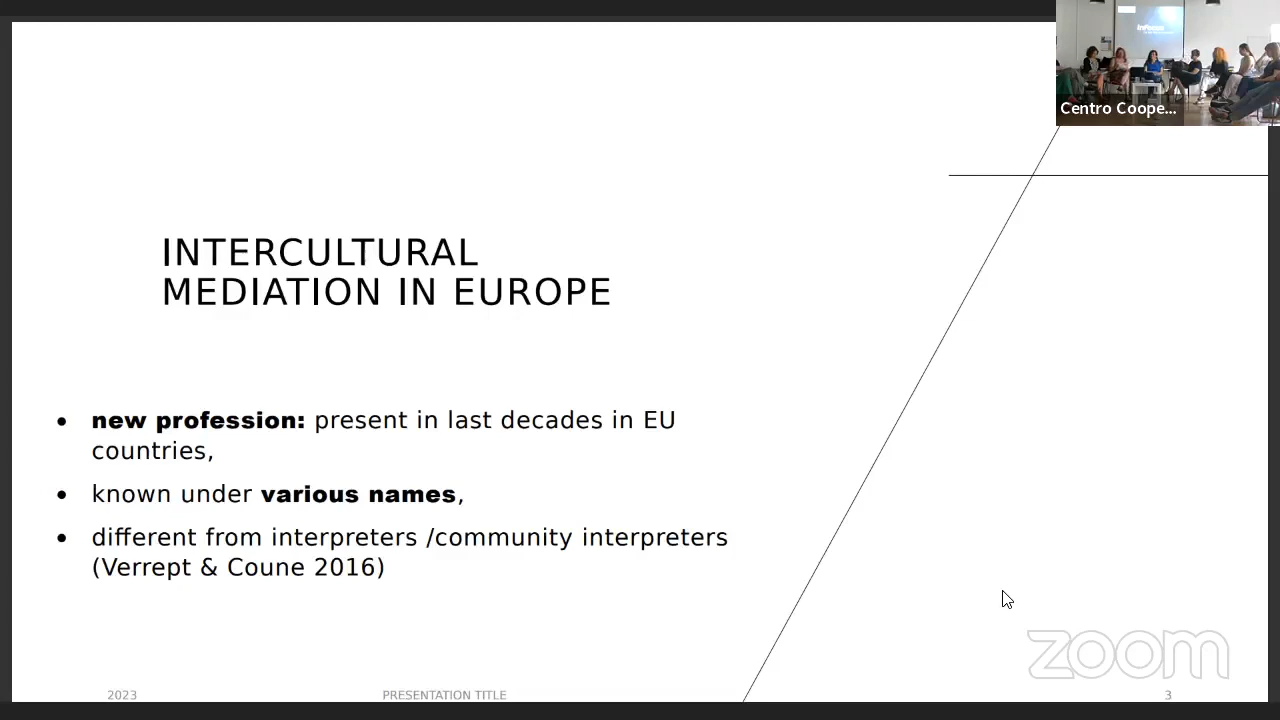 InFocus
Centro Coope...
INTERCULTURAL
MEDIATION IN EUROPE
• new profession: present in last decades in EU
countries,
• known under various names,
• different from interpreters /community interpreters
(Verrept & Coune 2016)
zoom
2023
PRESENTATION TITLE
3